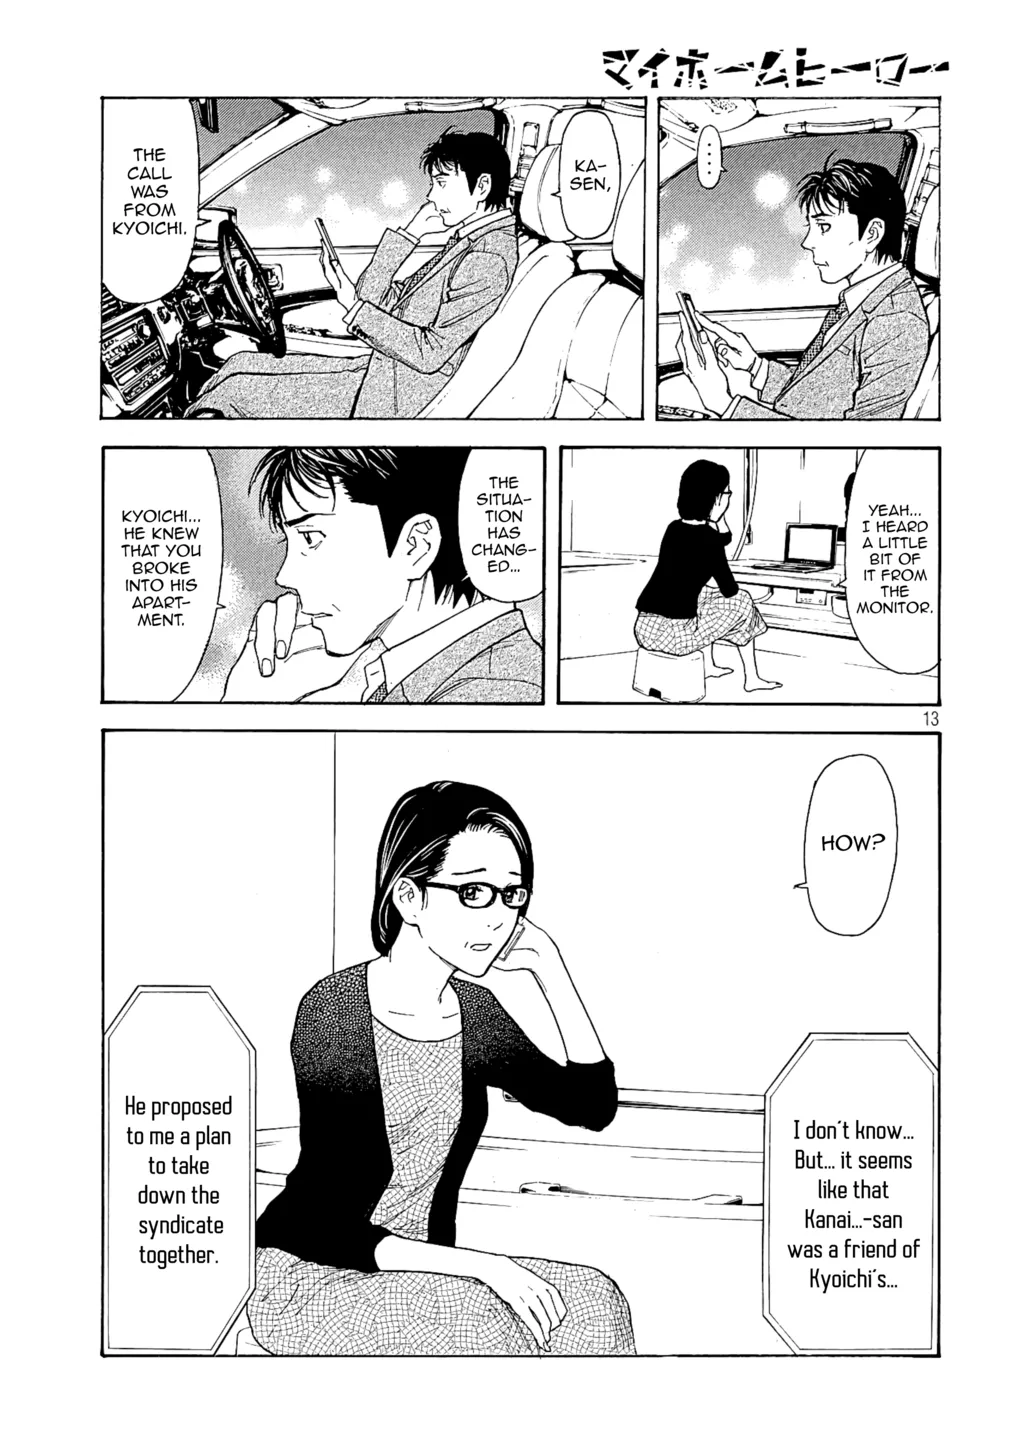 マイホームヒーロー
....
KA-
SEN,
THE
CALL WAS
FROM
KYOICHI.
YEAH...
I HEARD
A LITTLE
BIT OF
IT FROM
THE
MONITOR.
THE
SITUA-
TION
HAS
CHANG-
ED...
KYOICHI...
HE KNEW
THAT YOU
BROKE
INTO HIS
APART-
MENT.
13
HOW?
I don't know...
But... it seems
like that
Kanai...-san
was a friend of
Kyoichi's...
He proposed
to me a plan
to take
down the
syndicate
together.